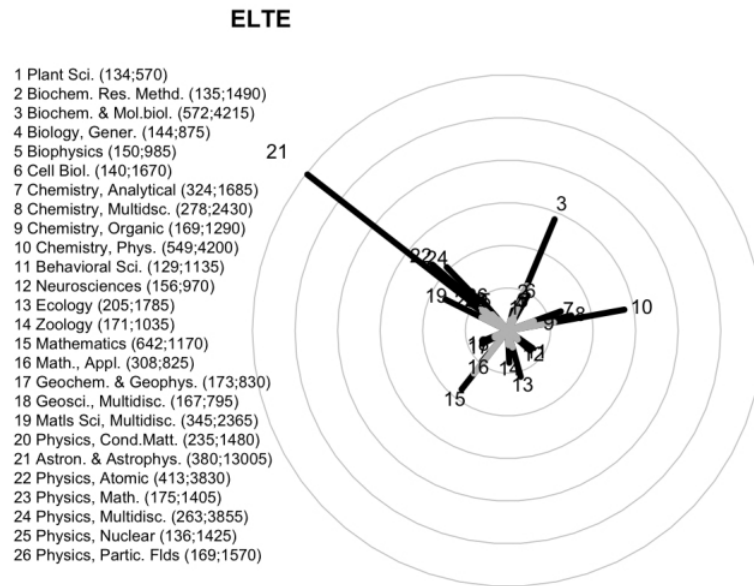 ELTE
1 Plant Sci. (134;570)
2 Biochem. Res. Methd. (135;1490)
3 Biochem. & Mol.biol. (572;4215)
4 Biology, Gener. (144;875)
5 Biophysics (150;985)
6 Cell Biol. (140;1670)
7 Chemistry, Analytical (324;1685)
8 Chemistry, Multidsc. (278;2430)
9 Chemistry, Organic (169;1290)
10 Chemistry, Phys. (549;4200)
11 Behavioral Sci. (129;1135)
12 Neurosciences (156;970)
13 Ecology (205;1785)
14 Zoology (171;1035)
15 Mathematics (642;1170)
16 Math., Appl. (308;825)
17 Geochem. & Geophys. (173;830)
18 Geosci., Multidisc. (167;795)
19 Matls Sci, Multidisc. (345;2365)
20 Physics, Cond.Matt. (235;1480)
21 Astron. & Astrophys. (380;13005)
22 Physics, Atomic (413;3830)
23 Physics, Math. (175;1405)
24 Physics, Multidisc. (263;3855)
25 Physics, Nuclear (136;1425)
26 Physics, Partic. Flds (169;1570)
21
3
22
24
19
7
8
10
9
12
14
13
16
15